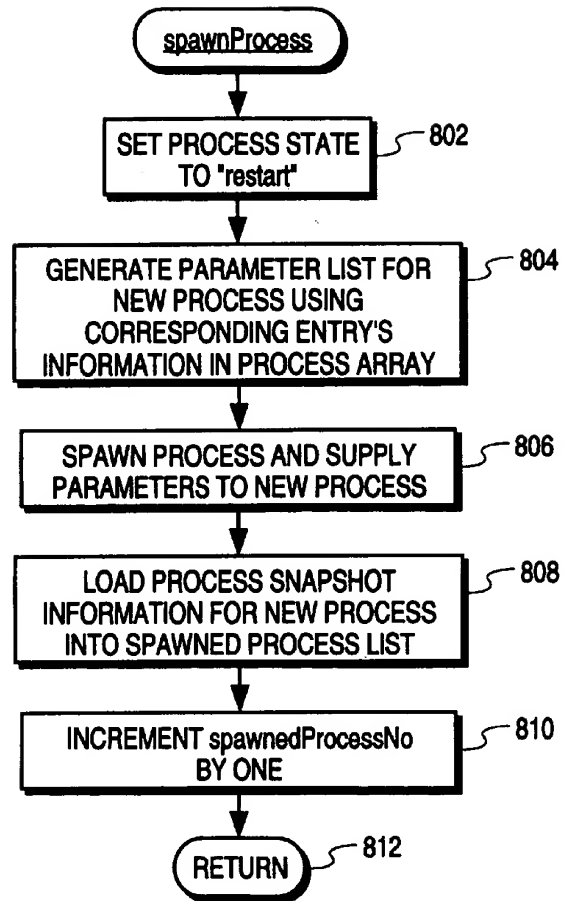 spawnProcess
SET PROCESS STATE
TO "restart"
802
GENERATE PARAMETER LIST FOR
NEW PROCESS USING
CORRESPONDING ENTRY'S
INFORMATION IN PROCESS ARRAY
804
SPAWN PROCESS AND SUPPLY
PARAMETERS TO NEW PROCESS
806
LOAD PROCESS SNAPSHOT
INFORMATION FOR NEW PROCESS
INTO SPAWNED PROCESS LIST
808
INCREMENT spawnedProcessNo
BY ONE
810
RETURN
812